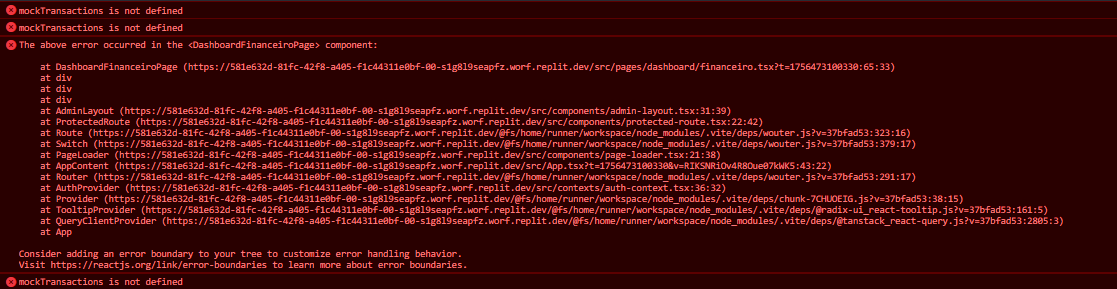 mockTransactions is not defined
mockTransactions is not defined
The above error occurred in the <DashboardFinanceiroPage> component:
at DashboardFinanceiroPage (https://581e632d-81fc-42f8-a405-f1c44311e0bf-00-s1g8l9seapfz.worf.replit.dev/src/pages/dashboard/financeiro.tsx?t=1756473100330:65:33)
at div
at div
at div
at AdminLayout (https://581e632d-81fc-42f8-a405-f1c44311e0bf-00-s1g8l9seapfz.worf.replit.dev/src/components/admin-layout.tsx:31:39)
at ProtectedRoute (https://581e632d-81fc-42f8-a405-f1c44311e0bf-00-s1g8l9seapfz.worf.replit.dev/src/components/protected-route.tsx:22:42)
at Route (https://581e632d-81fc-42f8-a405-f1c44311e0bf-00-s1g8l9seapfz.worf.replit.dev/@fs/home/runner/workspace/node_modules/.vite/deps/wouter.js?v=37bfad53:323:16)
at Switch (https://581e632d-81fc-42f8-a405-f1c44311e0bf-00-s1g8l9seapfz.worf.replit.dev/@fs/home/runner/workspace/node_modules/.vite/deps/wouter.js?v=37bfad53:379:17)
at PageLoader (https://581e632d-81fc-42f8-a405-f1c44311e0bf-00-s1g8l9seapfz.worf.replit.dev/src/components/page-loader.tsx:21:38)
at AppContent (https://581e632d-81fc-42f8-a405-f1c44311e0bf-00-s1g8l9seapfz.worf.replit.dev/src/App.tsx?t=1756473100330&v=RIKSNRiOv4R8Oue07kWK5:43:22)
at Router (https://581e632d-81fc-42f8-a405-f1c44311e0bf-00-s1g8l9seapfz.worf.replit.dev/@fs/home/runner/workspace/node_modules/.vite/deps/wouter.js?v=37bfad53:291:17)
at AuthProvider (https://581e632d-81fc-42f8-a405-f1c44311e0bf-00-s1g8l9seapfz.worf.replit.dev/src/contexts/auth-context.tsx:36:32)
at Provider (https://581e632d-81fc-42f8-a405-f1c44311e0bf-00-s1g8l9seapfz.worf.replit.dev/@fs/home/runner/workspace/node_modules/.vite/deps/chunk-7CHUOEIG.js?v=37bfad53:38:15)
at TooltipProvider (https://581e632d-81fc-42f8-a405-f1c44311e0bf-00-s1g8l9seapfz.worf.replit.dev/@fs/home/runner/workspace/node_modules/.vite/deps/@radix-ui_react-tooltip.js?v=37bfad53:161:5)
at QueryClientProvider (https://581e632d-81fc-42f8-a405-f1c44311e0bf-00-s1g8l9seapfz.worf.replit.dev/@fs/home/runner/workspace/node_modules/.vite/deps/@tanstack_react-query.js?v=37bfad53:2805:3)
at App
Consider adding an error boundary to your tree to customize error handling behavior.
Visit https://reactjs.org/link/error-boundaries to learn more about error boundaries.
mockTransactions is not defined